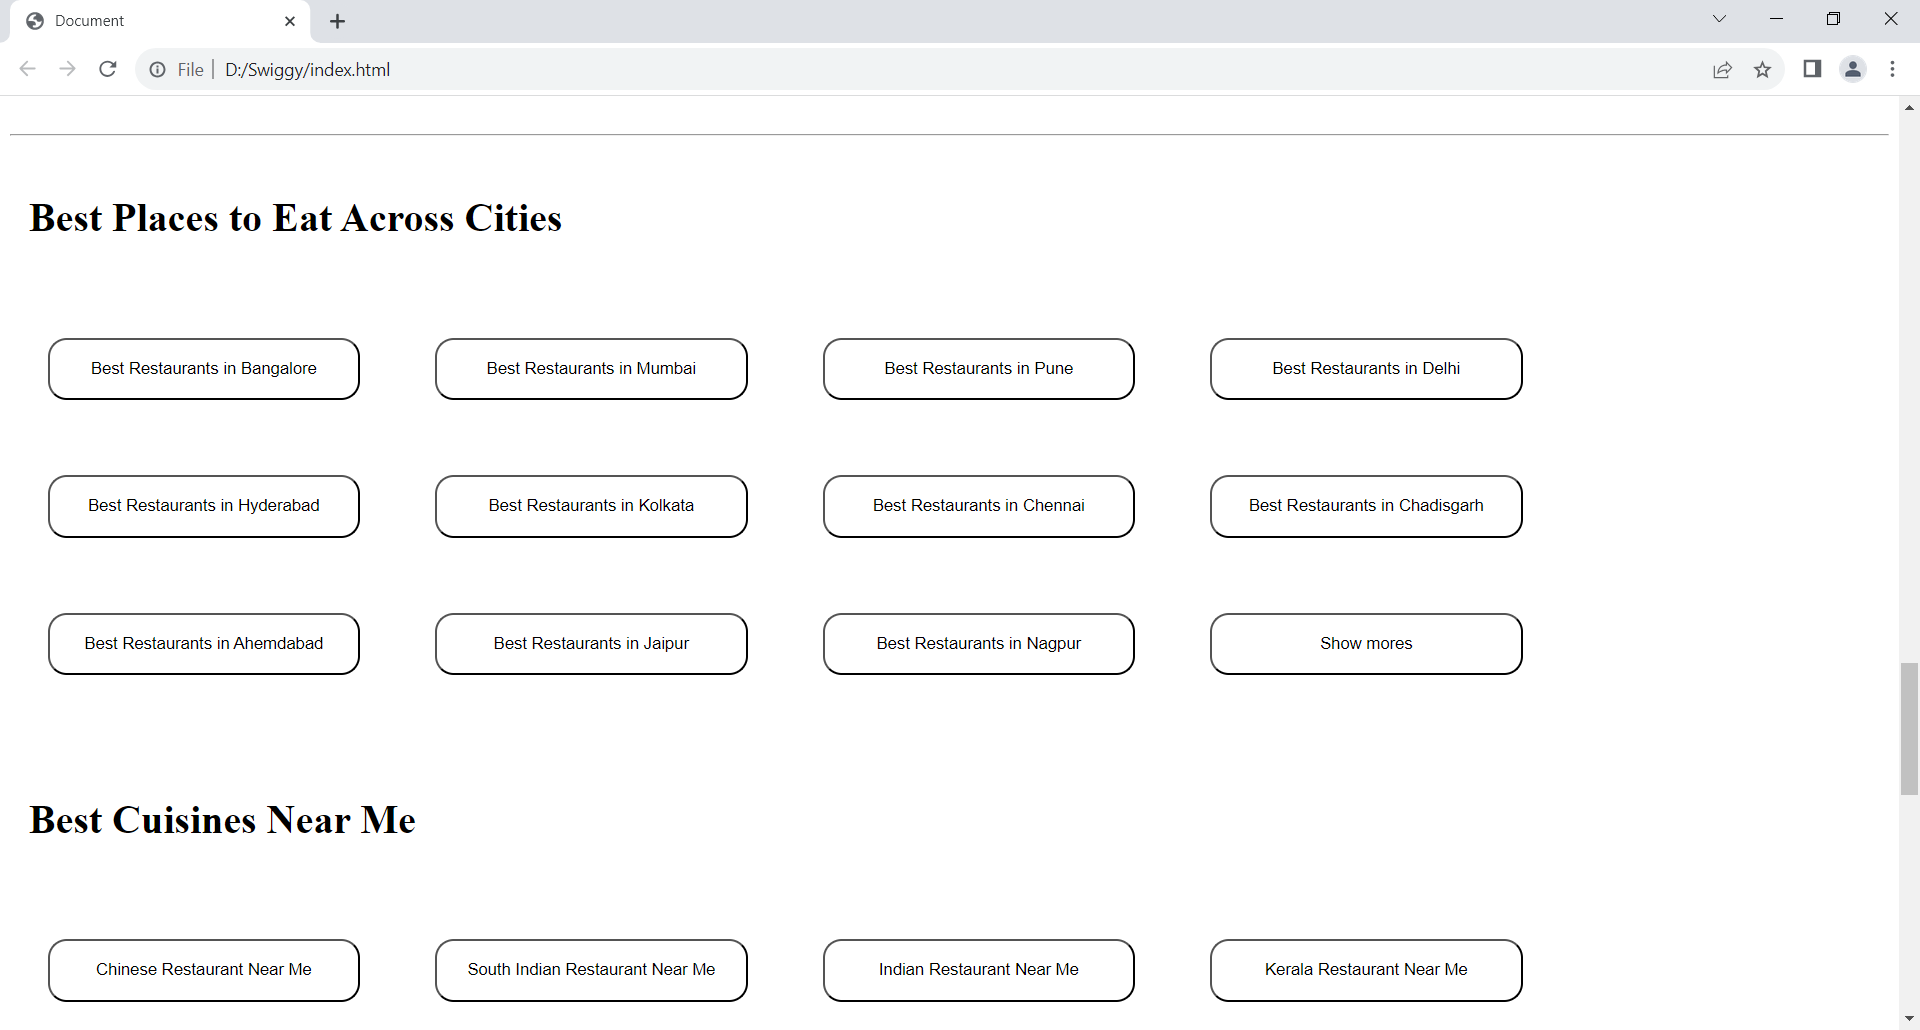 Document
File D:/Swiggy/index.html
Best Places to Eat Across Cities
Best Restaurants in Bangalore
Best Restaurants in Mumbai
Best Restaurants in Pune
Best Restaurants in Delhi
Best Restaurants in Hyderabad
Best Restaurants in Kolkata
Best Restaurants in Chennai
Best Restaurants in Chadisgarh
Best Restaurants in Ahemdabad
Best Restaurants in Jaipur
Best Restaurants in Nagpur
Show mores
Best Cuisines Near Me
Chinese Restaurant Near Me
South Indian Restaurant Near Me
Indian Restaurant Near Me
Kerala Restaurant Near Me